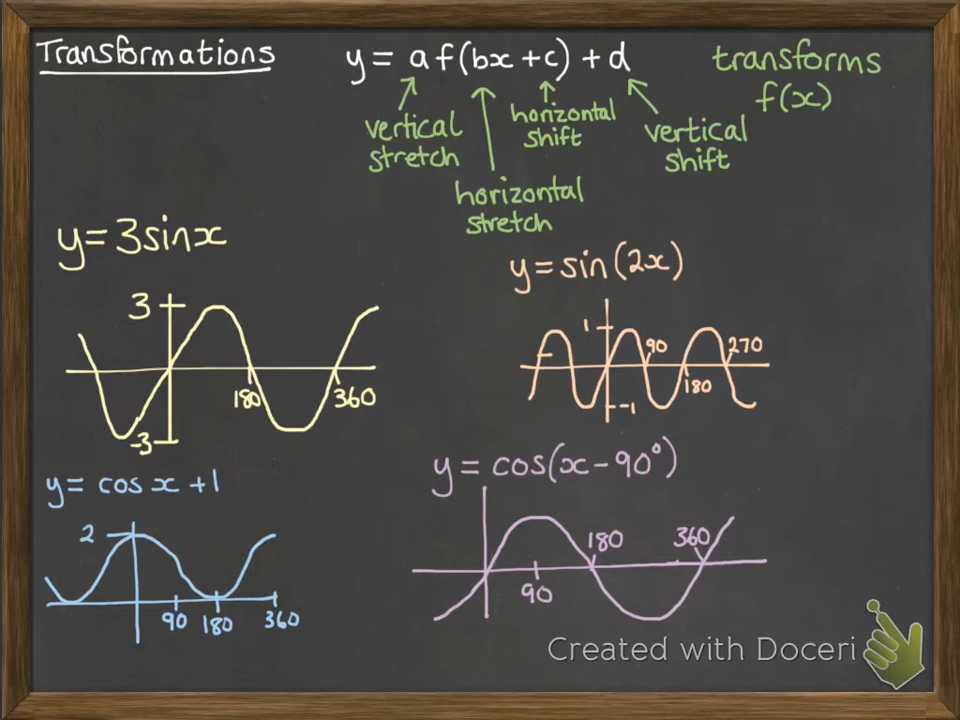 Transformations
y = a f(bx + c) + d
transforms
f(x)
vertical
stretch
horizontal
shift
vertical
shift
horizontal
stretch
y = 3sinx
3
180
360
-3
y = sin(2x)
1
90
270
180
-1
y = cos x + 1
2
90 180 360
y = cos(x - 90°)
180
360
90
Created with Doceri